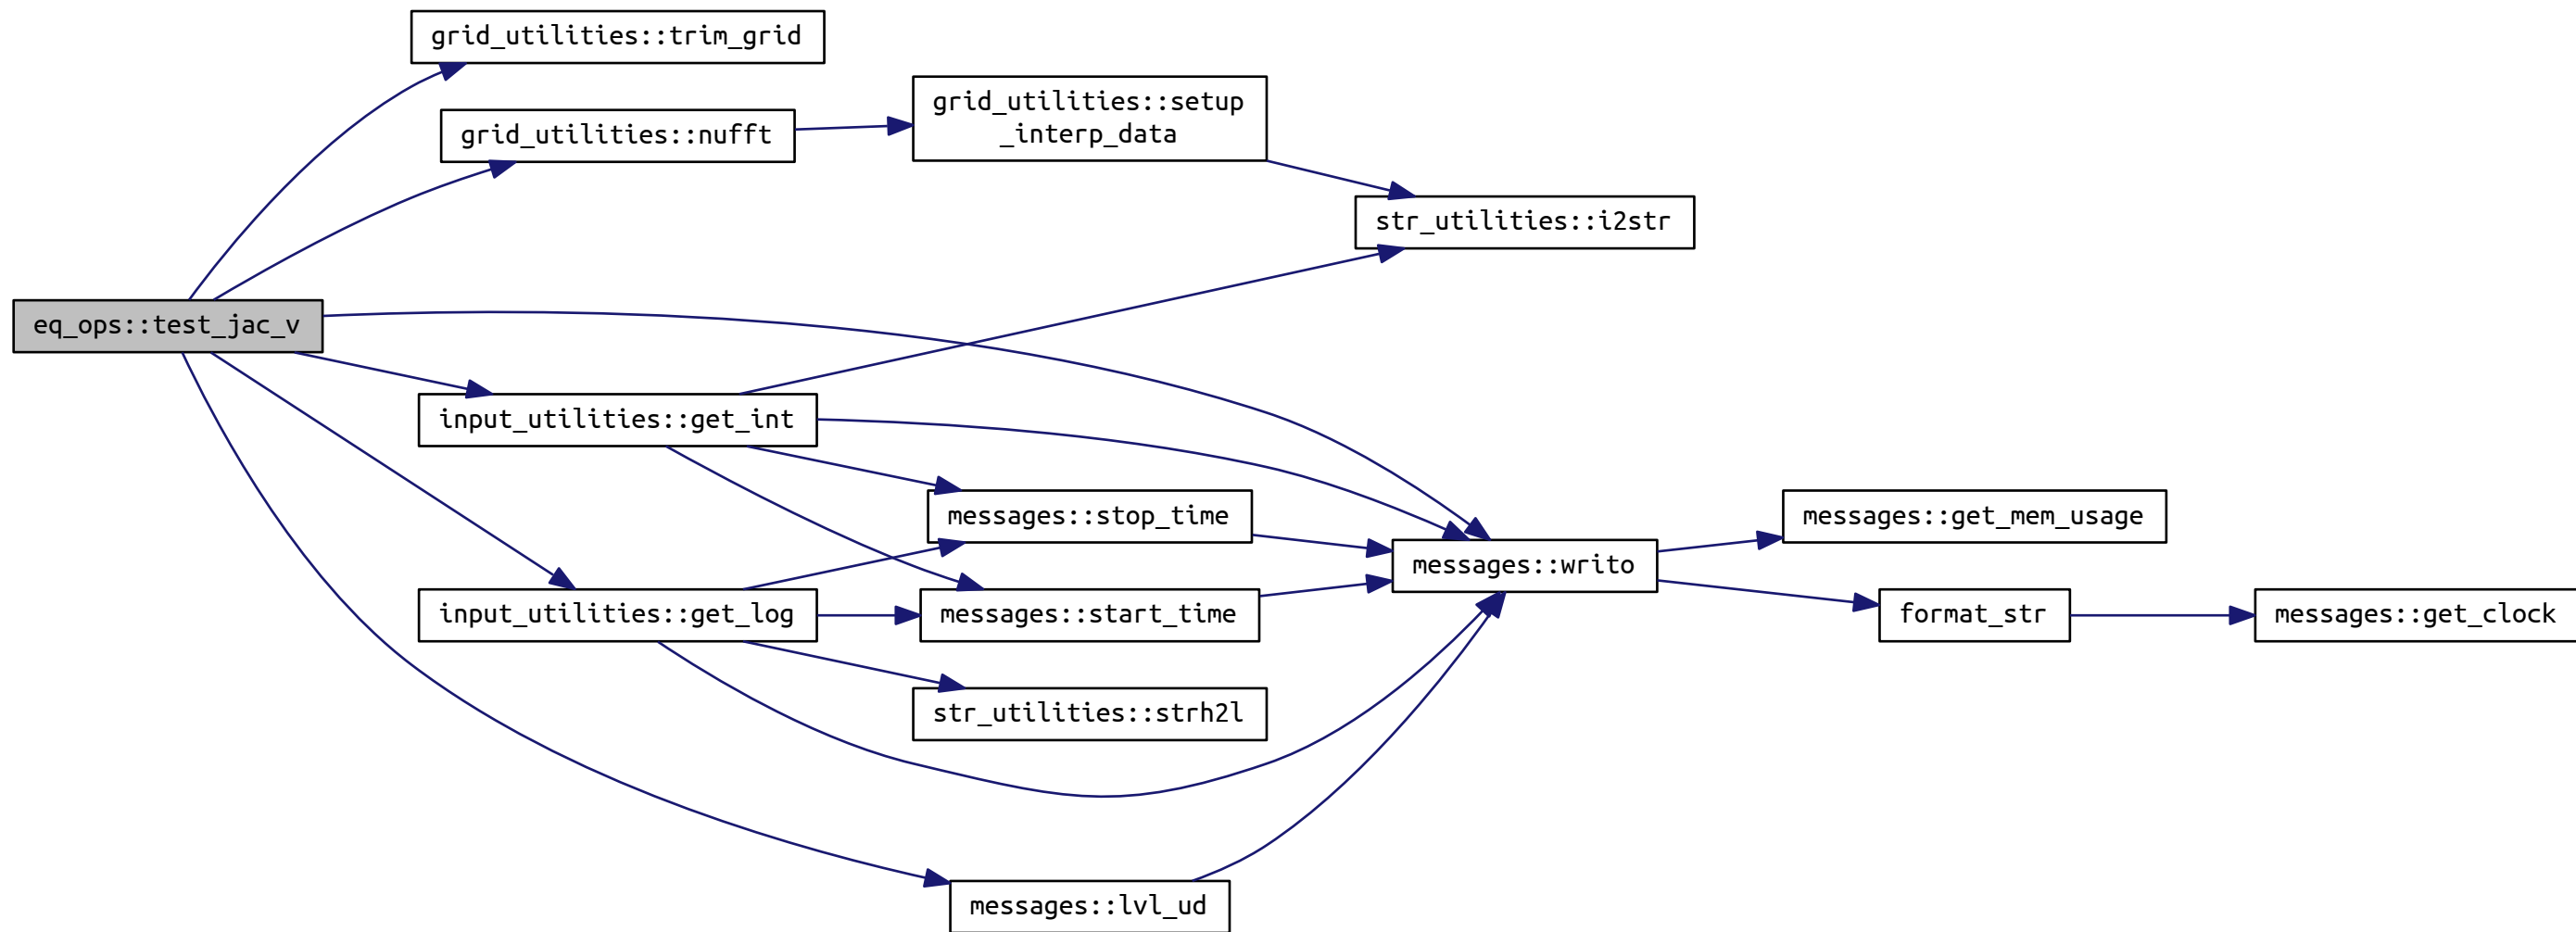 grid_utilities::trim_grid
grid_utilities::setup
_interp_data
grid_utilities::nufft
str_utilities::i2str
eq_ops::test_jac_v
input_utilities::get_int
messages::stop_time
messages::get_mem_usage
messages::writo
input_utilities::get_log
messages::start_time
format_str
messages::get_clock
str_utilities::strh2l
messages::lvl_ud